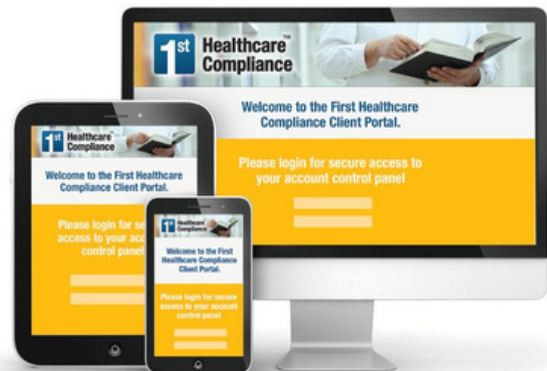 1st Healthcare™
Compliance
Welcome to the First Healthcare
Compliance Client Portal.
Please login for secure access to
your account control panel
1st Healthcare
Compliance
Welcome to the First Healthcare
Compliance Client Portal.
Please login for
access to your
control panel
1st Healthcare
Compliance
Welcome to the First
Healthcare Compliance
Client Portal.
Please login for secure
access to your account
control panel